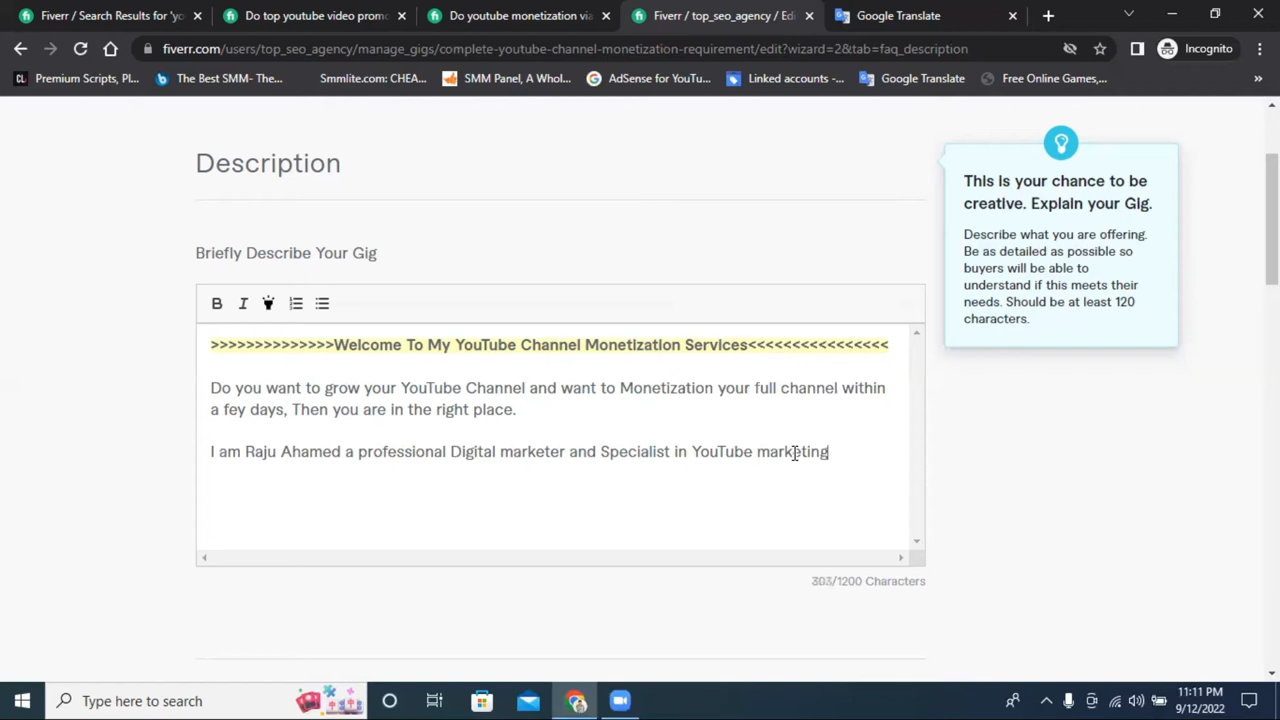 Fiverr / Search Results for 'yo
Do top youtube video promo
Do youtube monetization via
Fiverr / top_seo_agency / Edi
Google Translate
fiverr.com/users/top_seo_agency/manage_gigs/complete-youtube-channel-monetization-requirement/edit?wizard=2&tab=faq_description
Incognito
Premium Scripts, Pl...
The Best SMM- The...
Smmlite.com: CHEA...
SMM Panel, A Whol...
AdSense for YouTu...
Linked accounts -...
Google Translate
Free Online Games,...
Description
Briefly Describe Your Gig
B I
>>>>>>>>>>>>>>Welcome To My YouTube Channel Monetization Services<<<<<<<<<<<<<<<<
Do you want to grow your YouTube Channel and want to Monetization your full channel within
a fey days, Then you are in the right place.
I am Raju Ahamed a professional Digital marketer and Specialist in YouTube marketing
303/1200 Characters
This is your chance to be
creative. Explain your Gig.
Describe what you are offering.
Be as detailed as possible so
buyers will be able to
understand if this meets their
needs. Should be at least 120
characters.
Type here to search
11:11 PM
9/12/2022